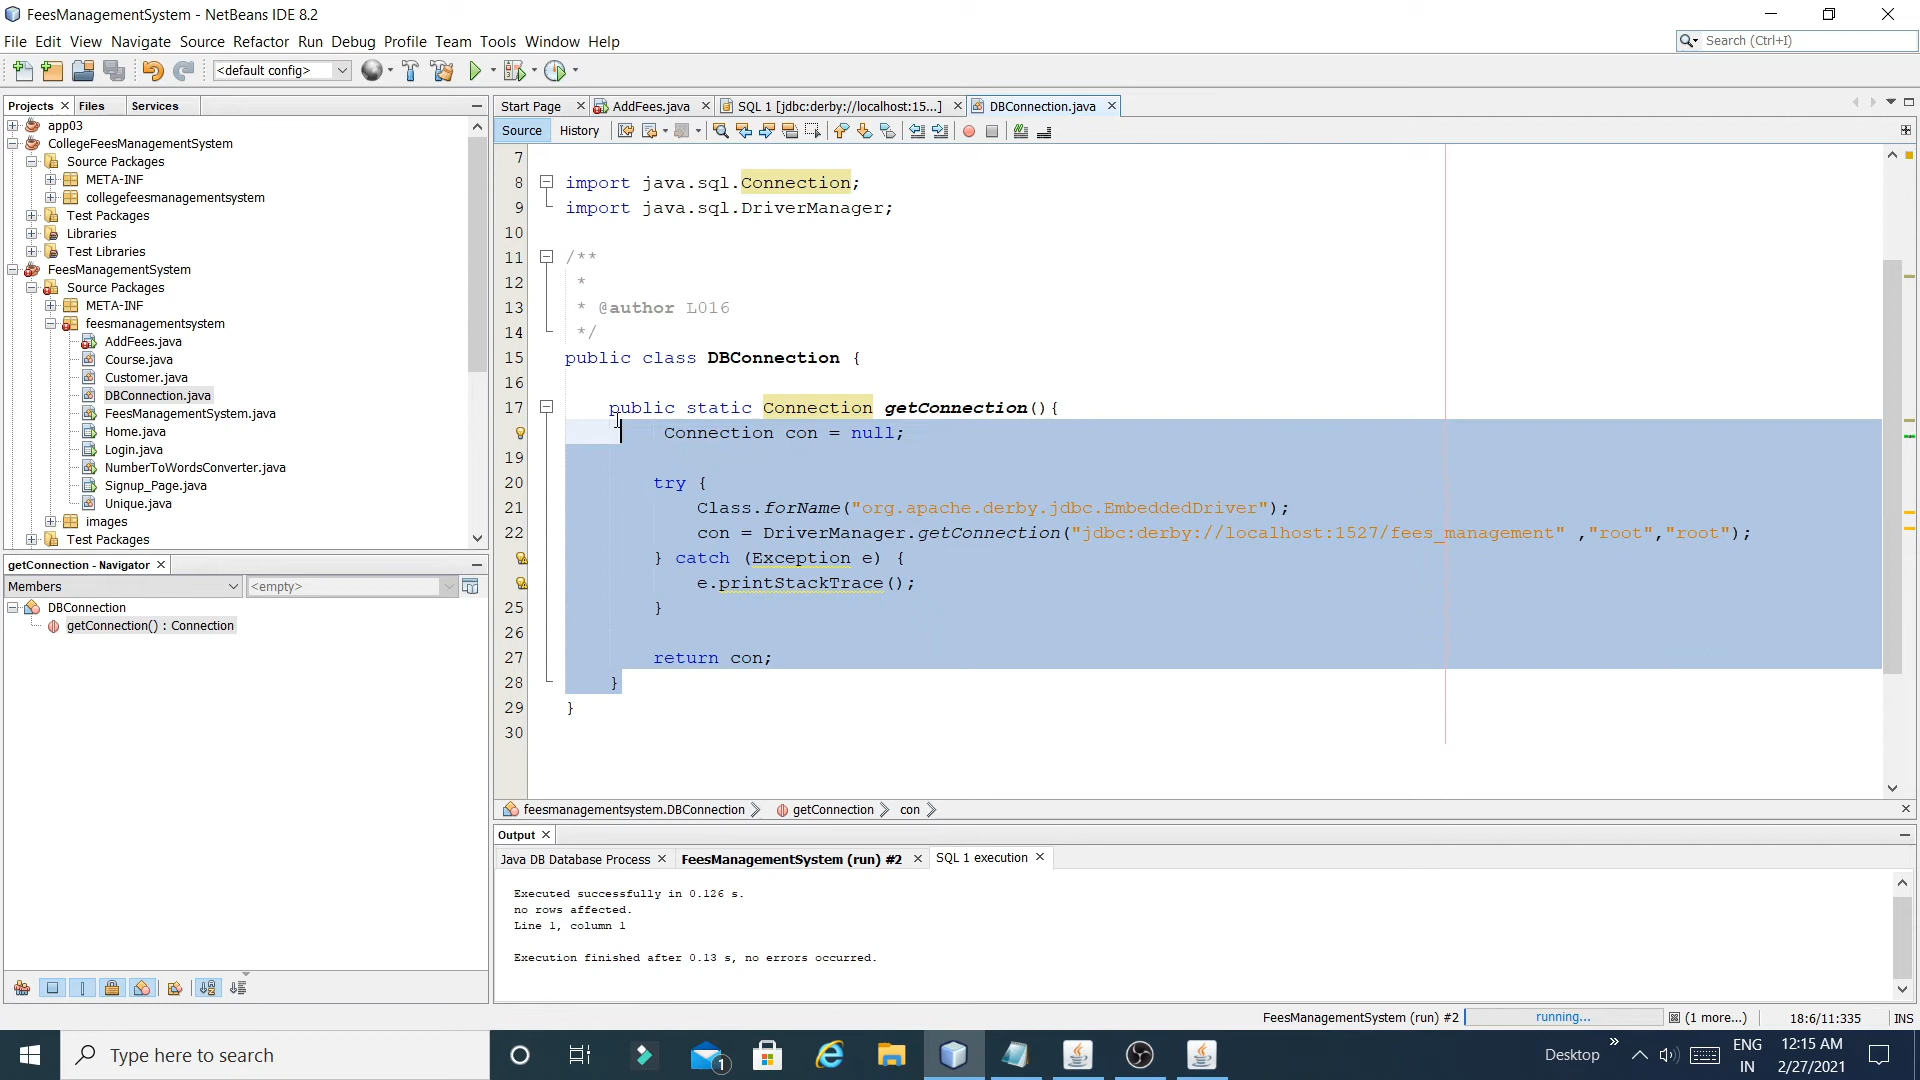 FeesManagementSystem - NetBeans IDE 8.2
File Edit View Navigate Source Refactor Run Debug Profile Team Tools Window Help
Search (Ctrl+I)
<default config>
Projects Files Services
app03
CollegeFeesManagementSystem
Source Packages
META-INF
collegefeesmanagementsystem
Test Packages
Libraries
Test Libraries
FeesManagementSystem
Source Packages
META-INF
feesmanagementsystem
AddFees.java
Course.java
Customer.java
DBConnection.java
FeesManagementSystem.java
Home.java
Login.java
NumberToWordsConverter.java
Signup_Page.java
Unique.java
images
Test Packages
getConnection - Navigator
Members <empty>
DBConnection
getConnection() : Connection
Start Page AddFees.java SQL 1 [jdbc:derby://localhost:15...] DBConnection.java
Source History
7
8 import java.sql.Connection;
9 import java.sql.DriverManager;
10
11 /**
12 *
13 * @author L016
14 */
15 public class DBConnection {
16
17 public static Connection getConnection(){
Connection con = null;
19
20 try {
21 Class.forName("org.apache.derby.jdbc.EmbeddedDriver");
22 con = DriverManager.getConnection("jdbc:derby://localhost:1527/fees_management" ,"root","root");
} catch (Exception e) {
e.printStackTrace();
25 }
26
27 return con;
28 }
29 }
30
feesmanagementsystem.DBConnection getConnection con
Output
Java DB Database Process FeesManagementSystem (run) #2 SQL 1 execution
Executed successfully in 0.126 s.
no rows affected.
Line 1, column 1
Execution finished after 0.13 s, no errors occurred.
FeesManagementSystem (run) #2 running... (1 more...) 18:6/11:335 INS
Type here to search
1
Desktop
ENG
IN
12:15 AM
2/27/2021